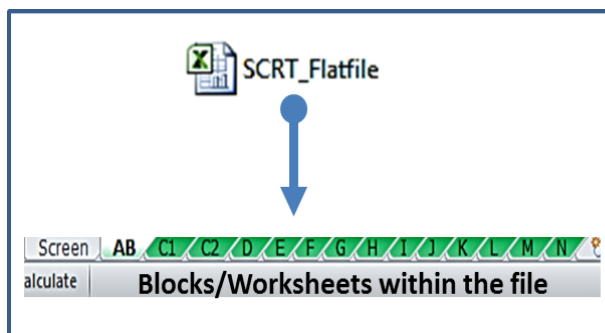 SCRT_Flatfile
Screen AB C1 C2 D E F G H I J K L M N
alculate Blocks/Worksheets within the file